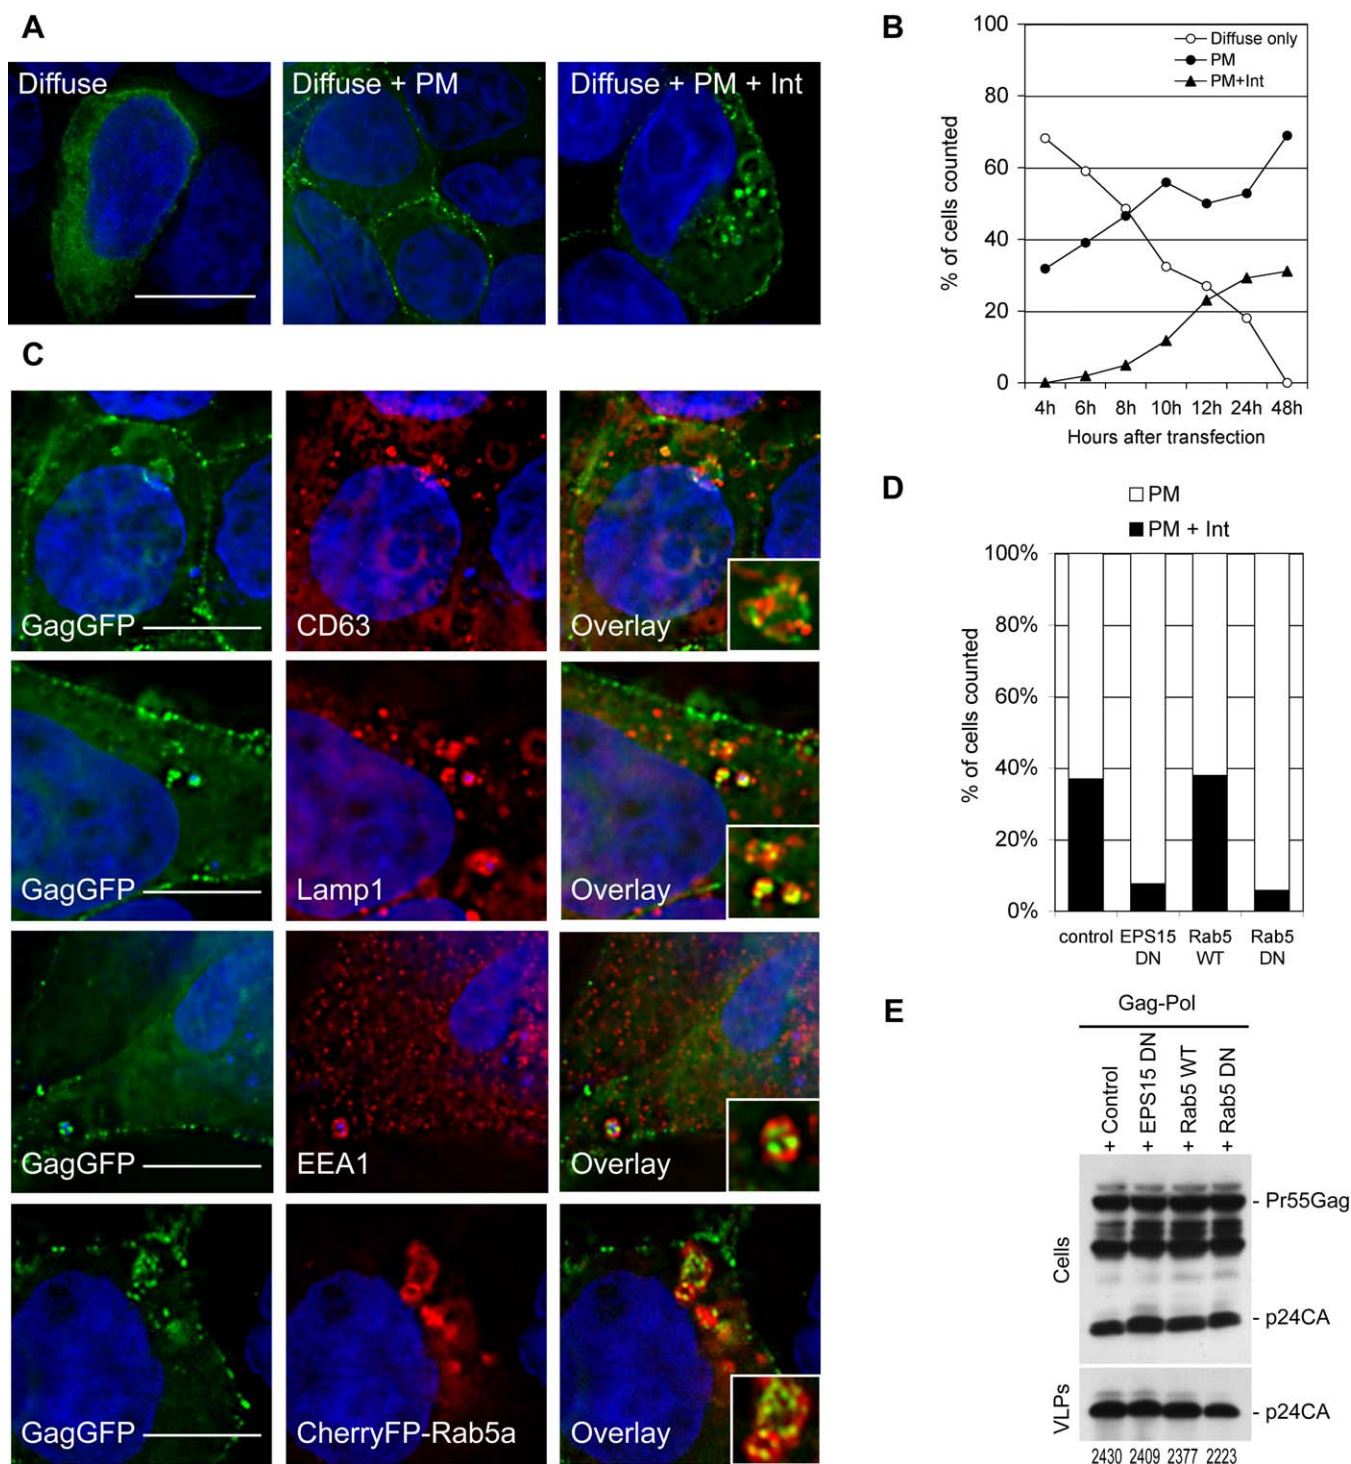 A
Diffuse
Diffuse + PM
Diffuse + PM + Int
B
100
80
60
40
20
0
% of cells counted
Diffuse only
PM
PM+Int
4h
6h
8h
10h
12h
24h
48h
Hours after transfection
C
GagGFP
CD63
Overlay
GagGFP
Lamp1
Overlay
GagGFP
EEA1
Overlay
GagGFP
CherryFP-Rab5a
Overlay
D
PM
PM + Int
100%
80%
60%
40%
20%
0%
% of cells counted
control
EPS15
DN
Rab5
WT
Rab5
DN
E
Gag-Pol
+ Control
+ EPS15 DN
+ Rab5 WT
+ Rab5 DN
Cells
- Pr55Gag
- p24CA
VLPs
- p24CA
2430 2409 2377 2223